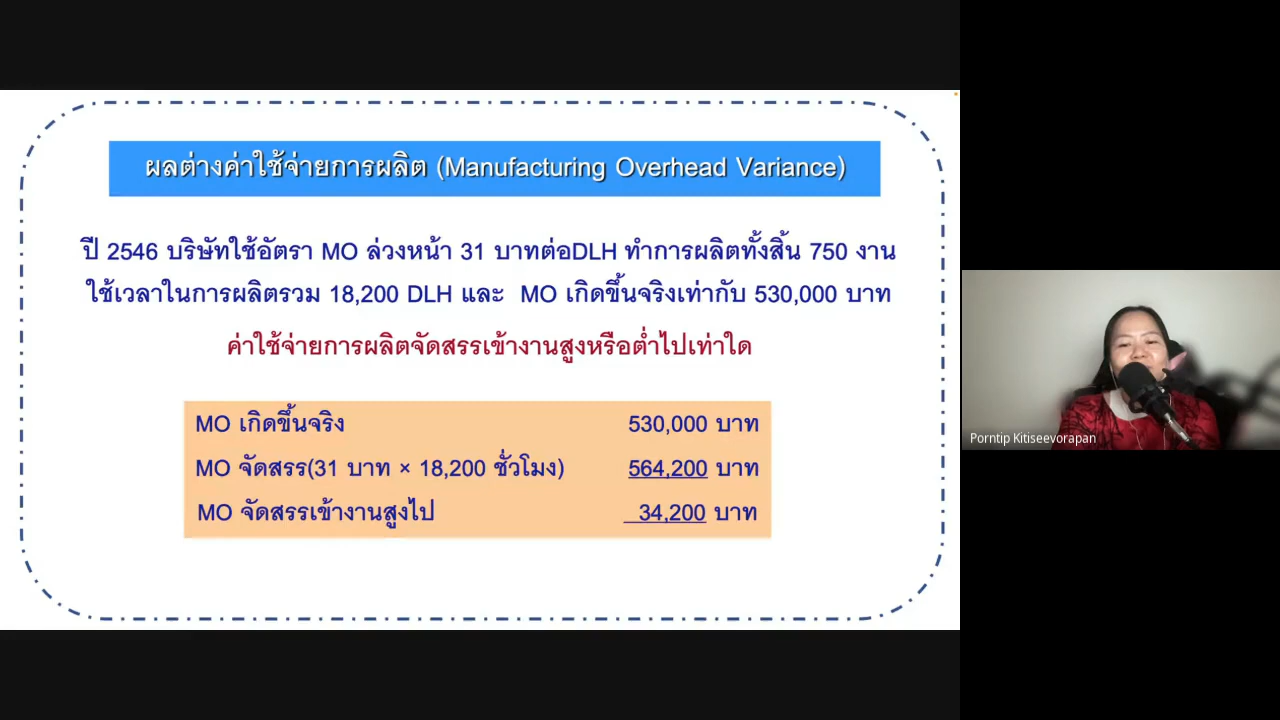 ผลต่างค่าใช้จ่ายการผลิต (Manufacturing Overhead Variance)
ปี 2546 บริษัทใช้อัตรา MO ล่วงหน้า 31 บาทต่อDLH ทำการผลิตทั้งสิ้น 750 งาน
ใช้เวลาในการผลิตรวม 18,200 DLH และ MO เกิดขึ้นจริงเท่ากับ 530,000 บาท
ค่าใช้จ่ายการผลิตจัดสรรเข้างานสูงหรือต่ำไปเท่าใด
MO เกิดขึ้นจริง 530,000 บาท
MO จัดสรร(31 บาท × 18,200 ชั่วโมง) 564,200 บาท
MO จัดสรรเข้างานสูงไป 34,200 บาท
Porntip Kitiseevorapan